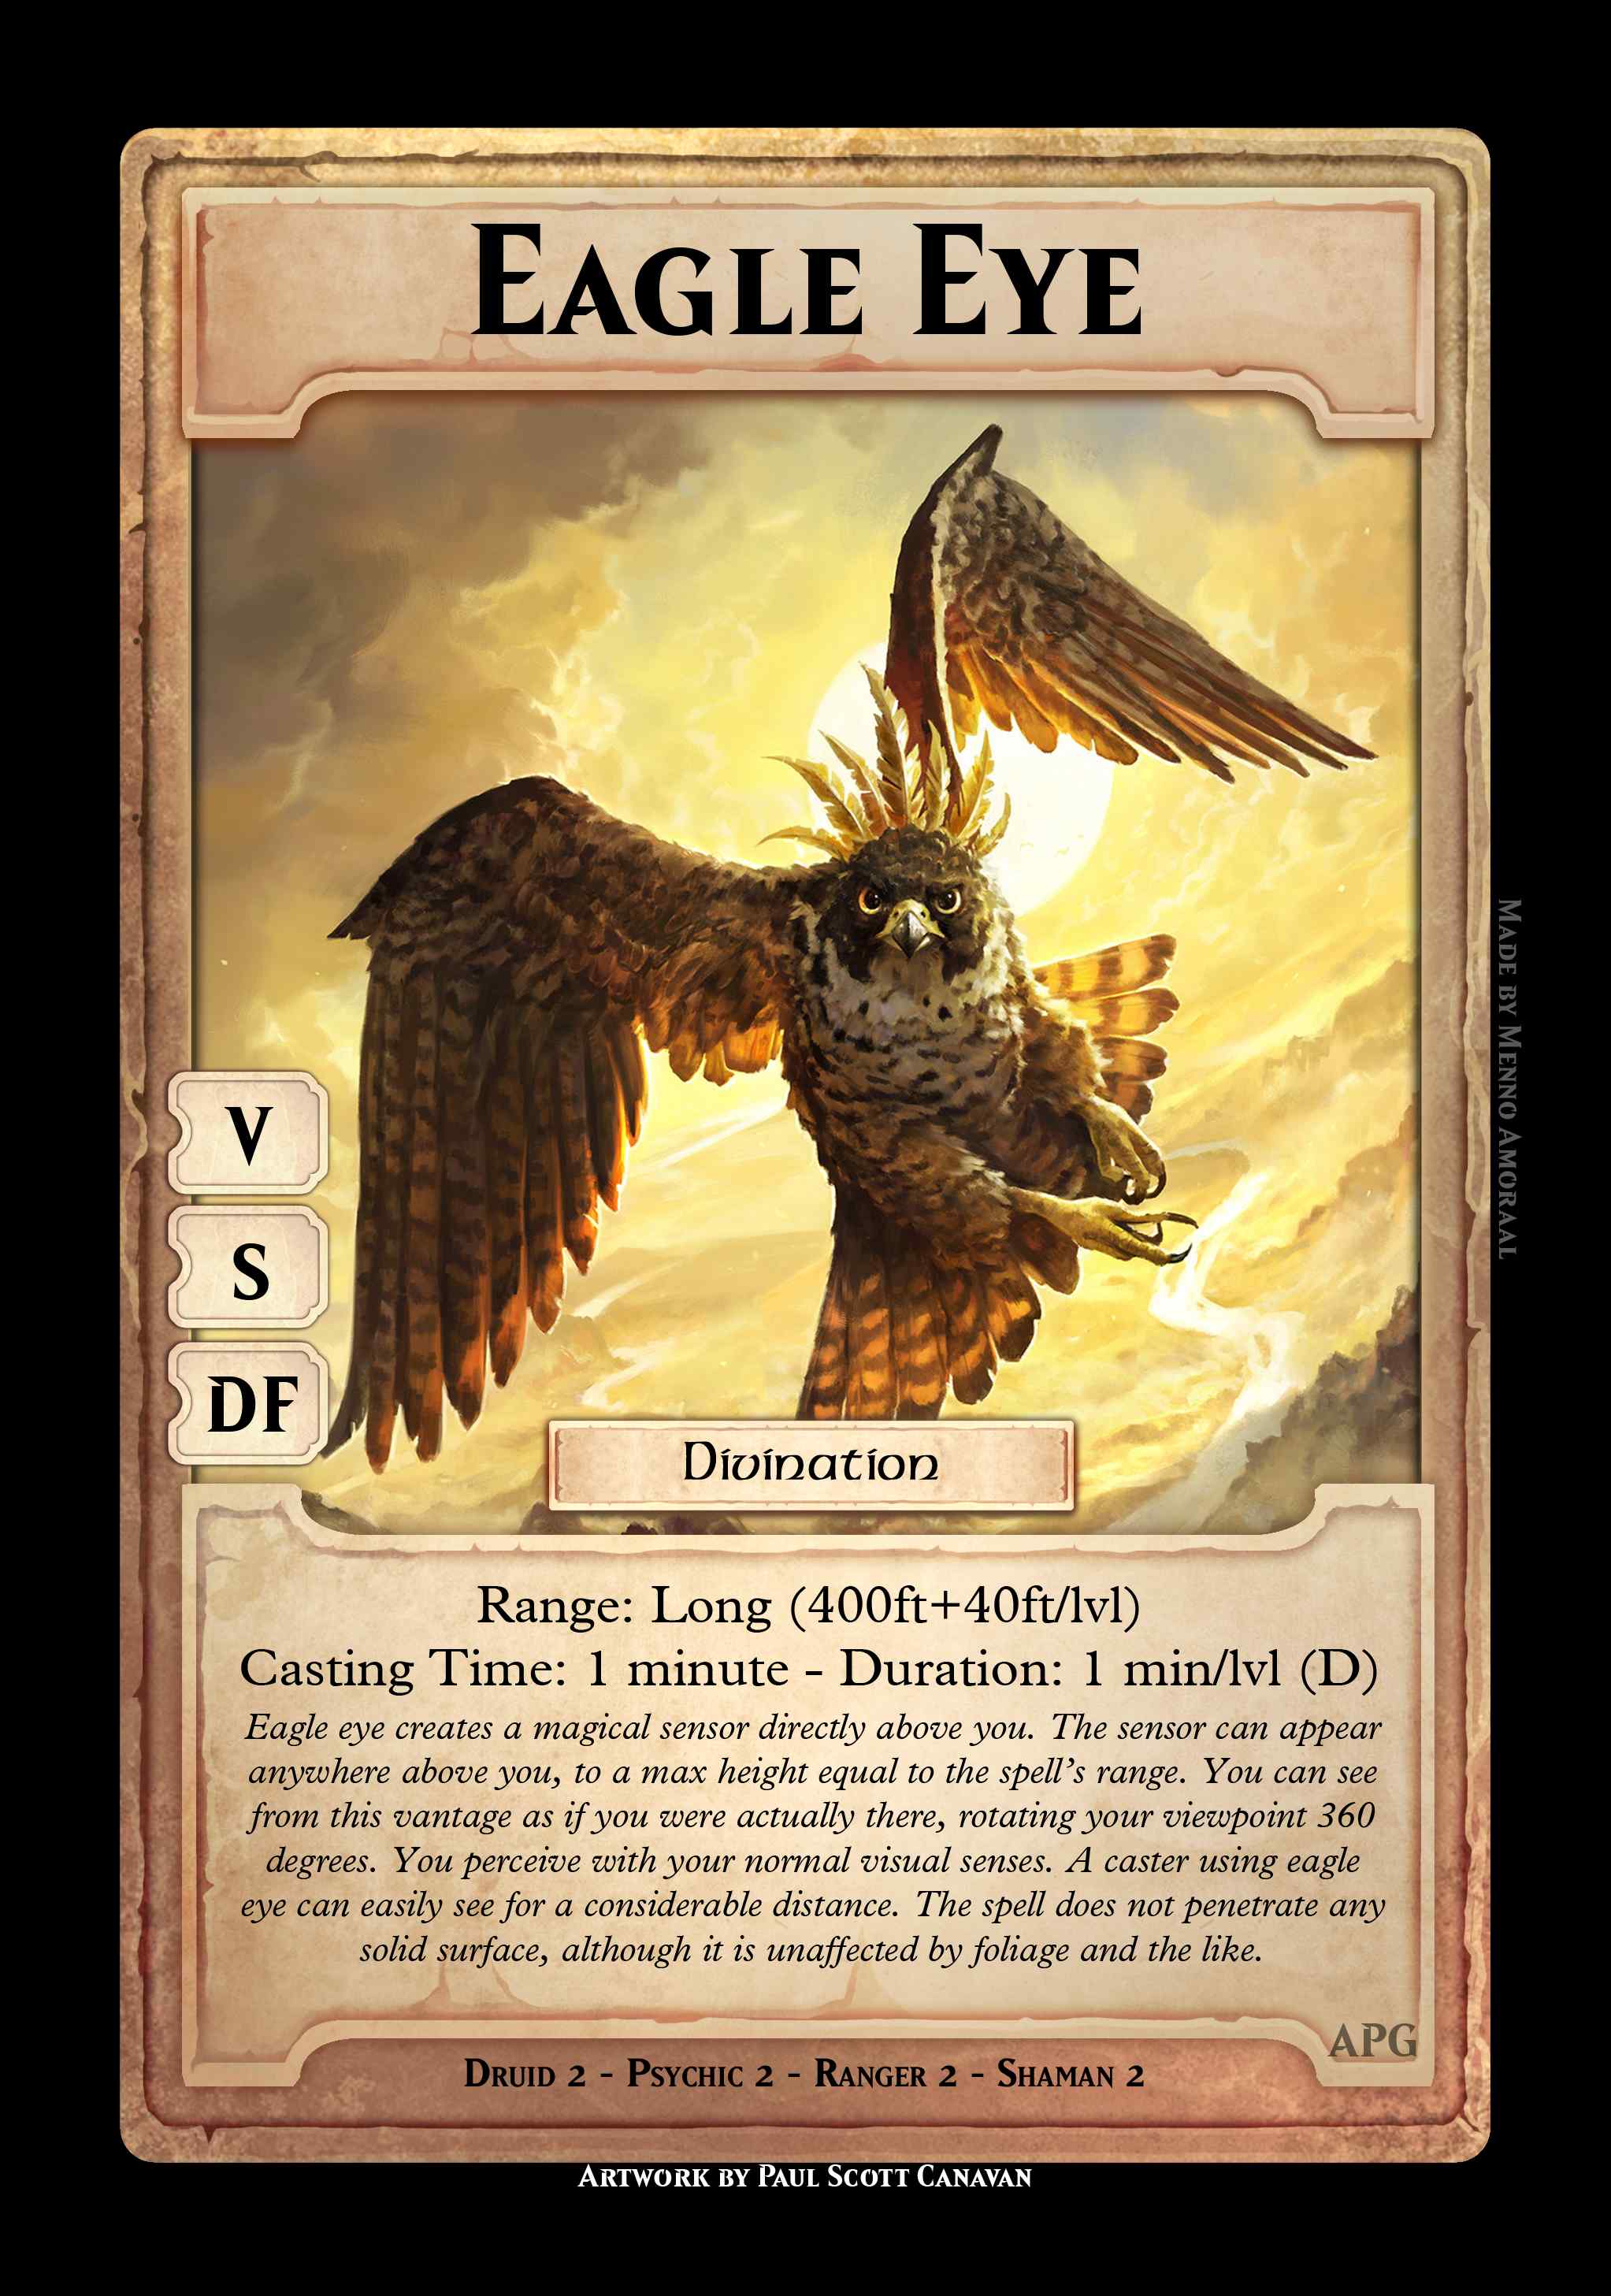 Eagle Eye
V
S
DF
Divination
Range: Long (400ft+40ft/lvl)
Casting Time: 1 minute - Duration: 1 min/lvl (D)
Eagle eye creates a magical sensor directly above you. The sensor can appear
anywhere above you, to a max height equal to the spell's range. You can see
from this vantage as if you were actually there, rotating your viewpoint 360
degrees. You perceive with your normal visual senses. A caster using eagle
eye can easily see for a considerable distance. The spell does not penetrate any
solid surface, although it is unaffected by foliage and the like.
APG
Druid 2 - Psychic 2 - Ranger 2 - Shaman 2
Artwork by Paul Scott Canavan
Made by Menno Amoraal